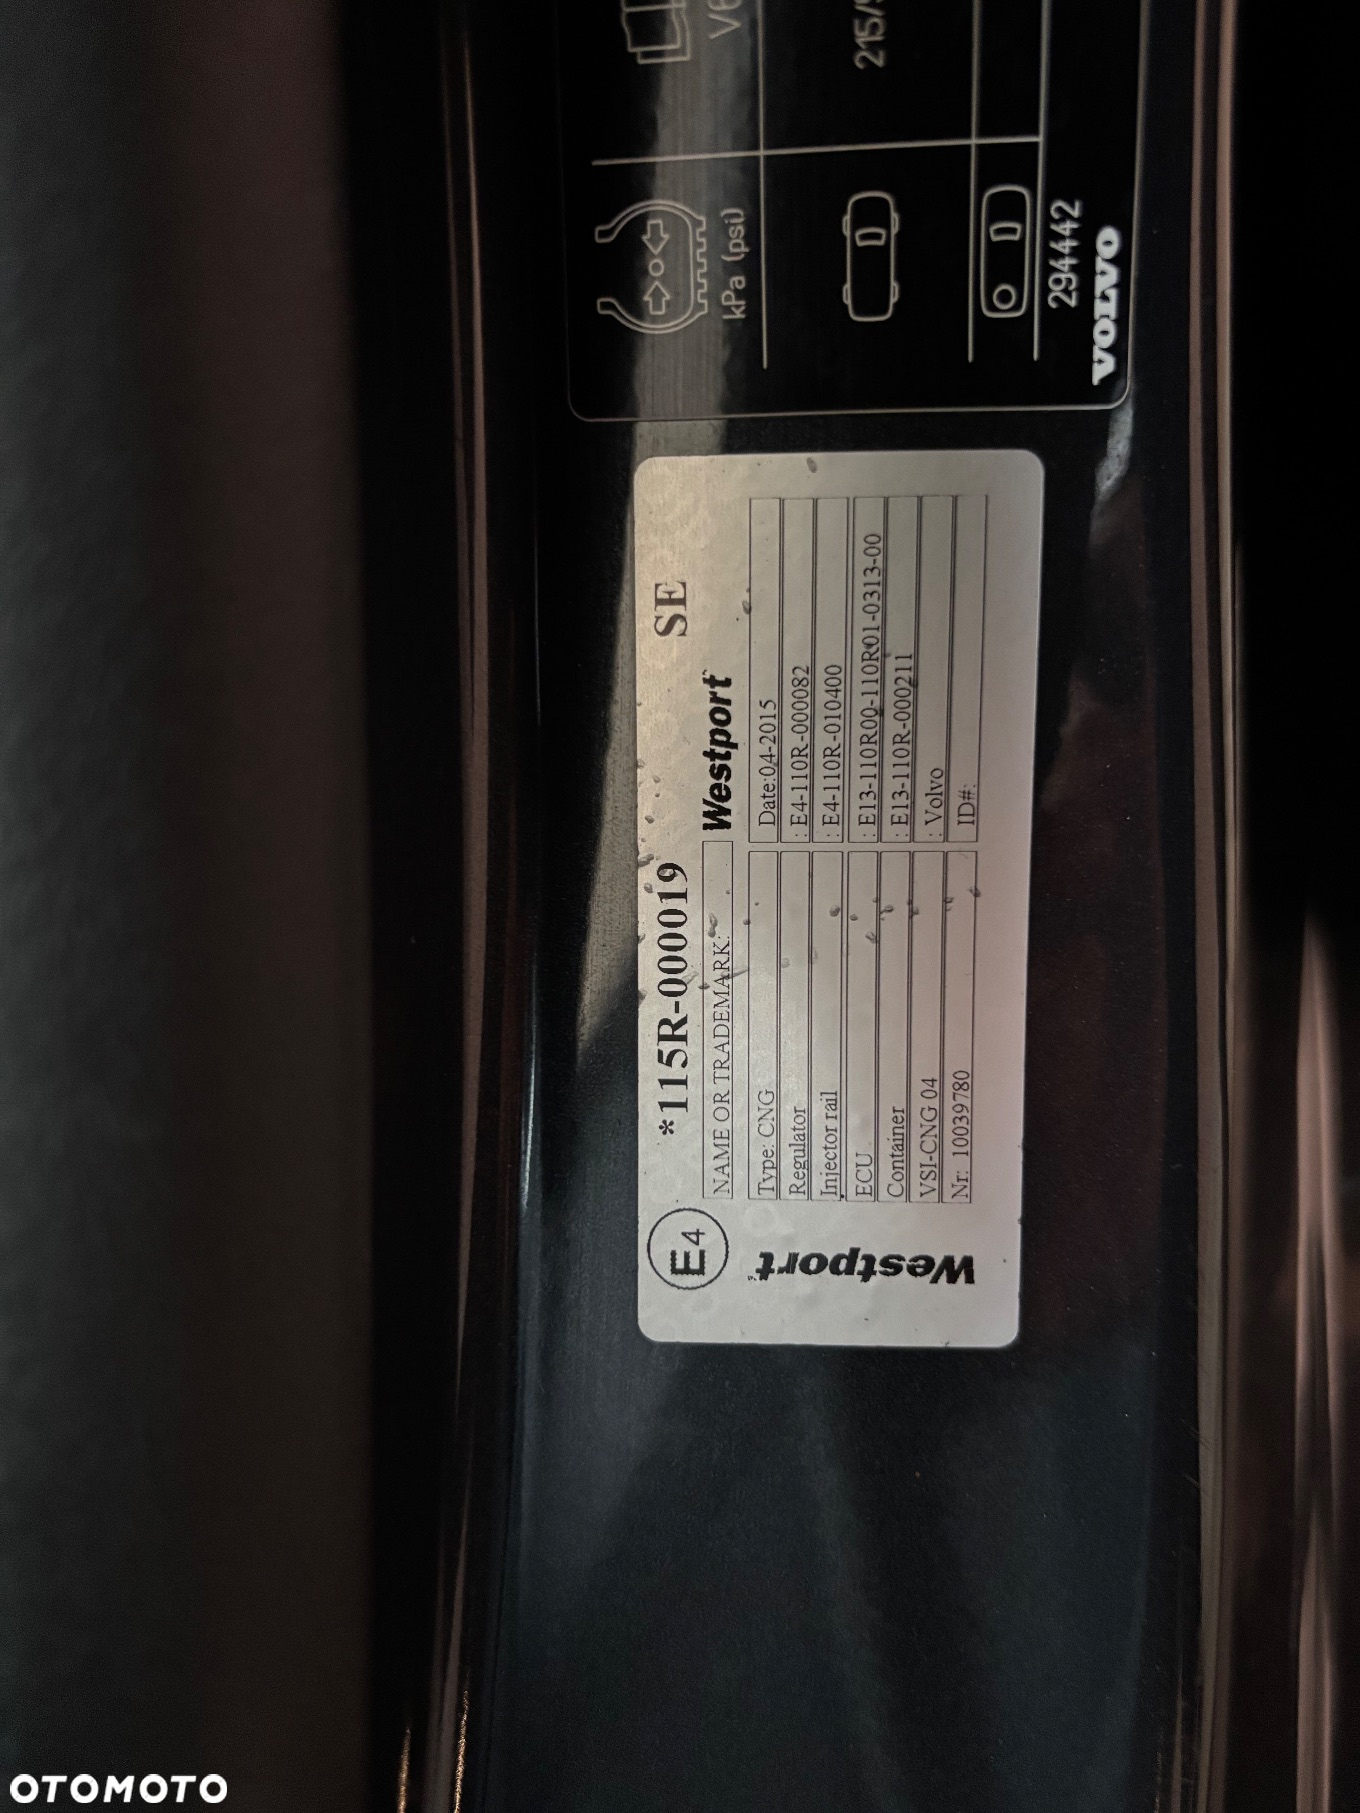 *115R-000019 SE
E4
NAME OR TRADEMARK: Westport
Westport
Type: CNG Date:04-2015
Regulator : E4-110R-000082
Injector rail : E4-110R-010400
ECU : E13-110R00-110R01-0313-00
Container : E13-110R-000211
VSI-CNG 04 : Volvo
Nr: 10039780 ID#:
kPa (psi)
215/
294442
VOLVO
OTOMOTO